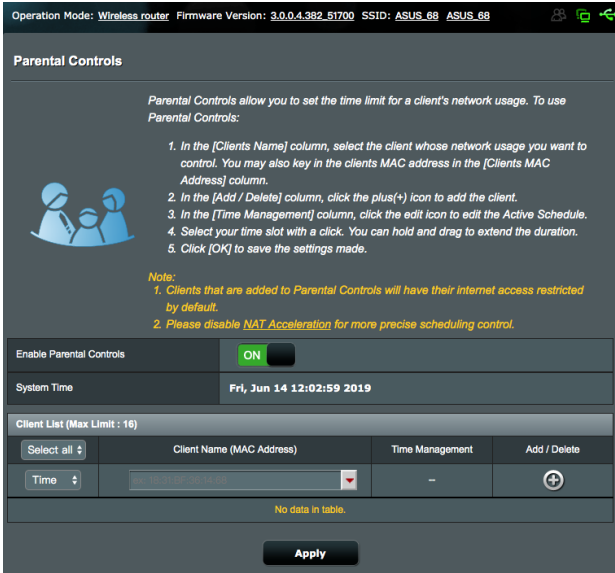 Operation Mode: Wireless router Firmware Version: 3.0.0.4.382_51700 SSID: ASUS_68 ASUS_68
Parental Controls
Parental Controls allow you to set the time limit for a client's network usage. To use
Parental Controls:
1. In the [Clients Name] column, select the client whose network usage you want to
control. You may also key in the clients MAC address in the [Clients MAC
Address] column.
2. In the [Add / Delete] column, click the plus(+) icon to add the client.
3. In the [Time Management] column, click the edit icon to edit the Active Schedule.
4. Select your time slot with a click. You can hold and drag to extend the duration.
5. Click [OK] to save the settings made.
Note:
1. Clients that are added to Parental Controls will have their internet access restricted
by default.
2. Please disable NAT Acceleration for more precise scheduling control.
Enable Parental Controls ON
System Time Fri, Jun 14 12:02:59 2019
Client List (Max Limit : 16)
Select all Client Name (MAC Address) Time Management Add / Delete
Time –
No data in table.
Apply